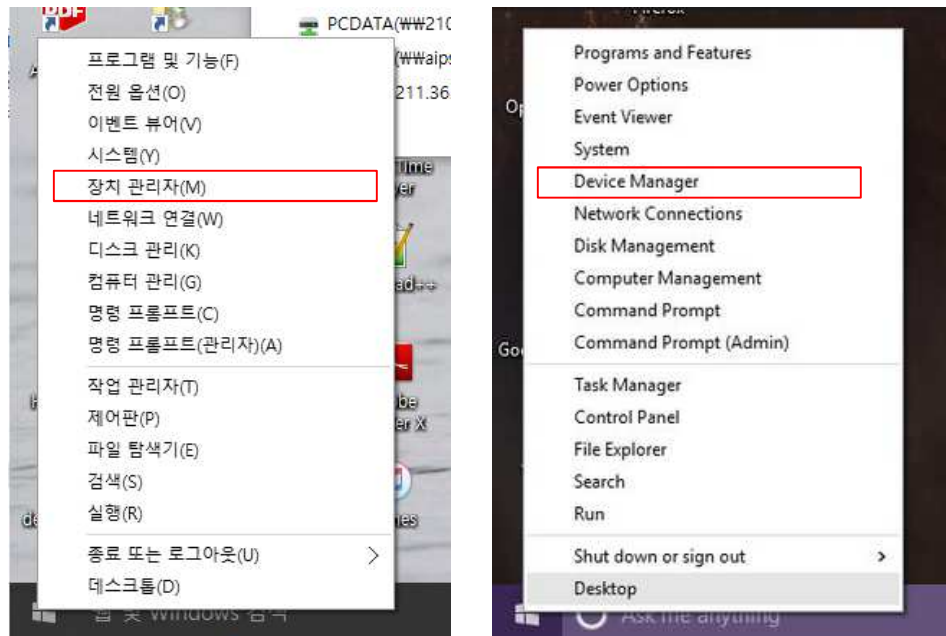 PDF
PCDATA(₩₩210
(₩₩aips
211.36
프로그램 및 기능(F)
전원 옵션(O)
이벤트 뷰어(V)
시스템(Y)
장치 관리자(M)
네트워크 연결(W)
디스크 관리(K)
컴퓨터 관리(G)
명령 프롬프트(C)
명령 프롬프트(관리자)(A)
작업 관리자(T)
제어판(P)
파일 탐색기(E)
검색(S)
실행(R)
종료 또는 로그아웃(U)
데스크톱(D)
Programs and Features
Power Options
Event Viewer
System
Device Manager
Network Connections
Disk Management
Computer Management
Command Prompt
Command Prompt (Admin)
Task Manager
Control Panel
File Explorer
Search
Run
Shut down or sign out
Desktop
Ask me anything